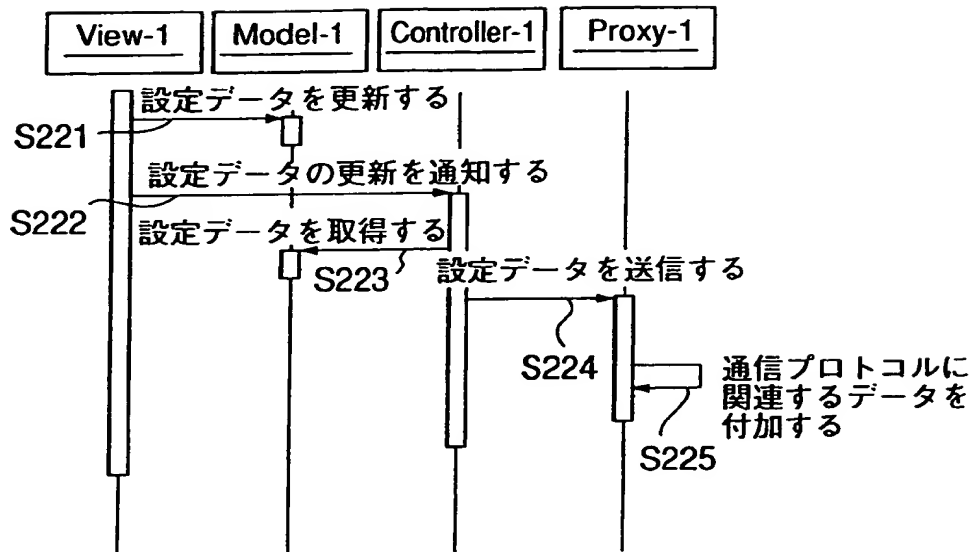 View-1 Model-1 Controller-1 Proxy-1
設定データを更新する
S221
設定データの更新を通知する
S222
設定データを取得する
S223
設定データを送信する
S224
通信プロトコルに
関連するデータを
付加する
S225